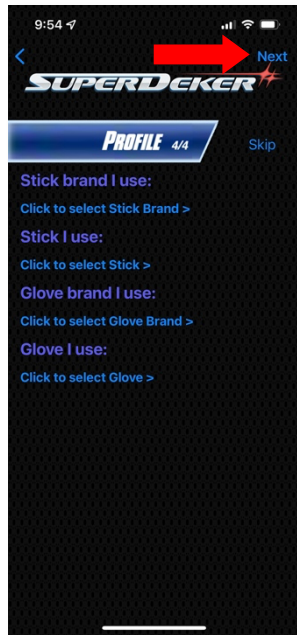 9:54
Next
SUPERDEKER
PROFILE 4/4
Skip
Stick brand I use:
Click to select Stick Brand >
Stick I use:
Click to select Stick >
Glove brand I use:
Click to select Glove Brand >
Glove I use:
Click to select Glove >